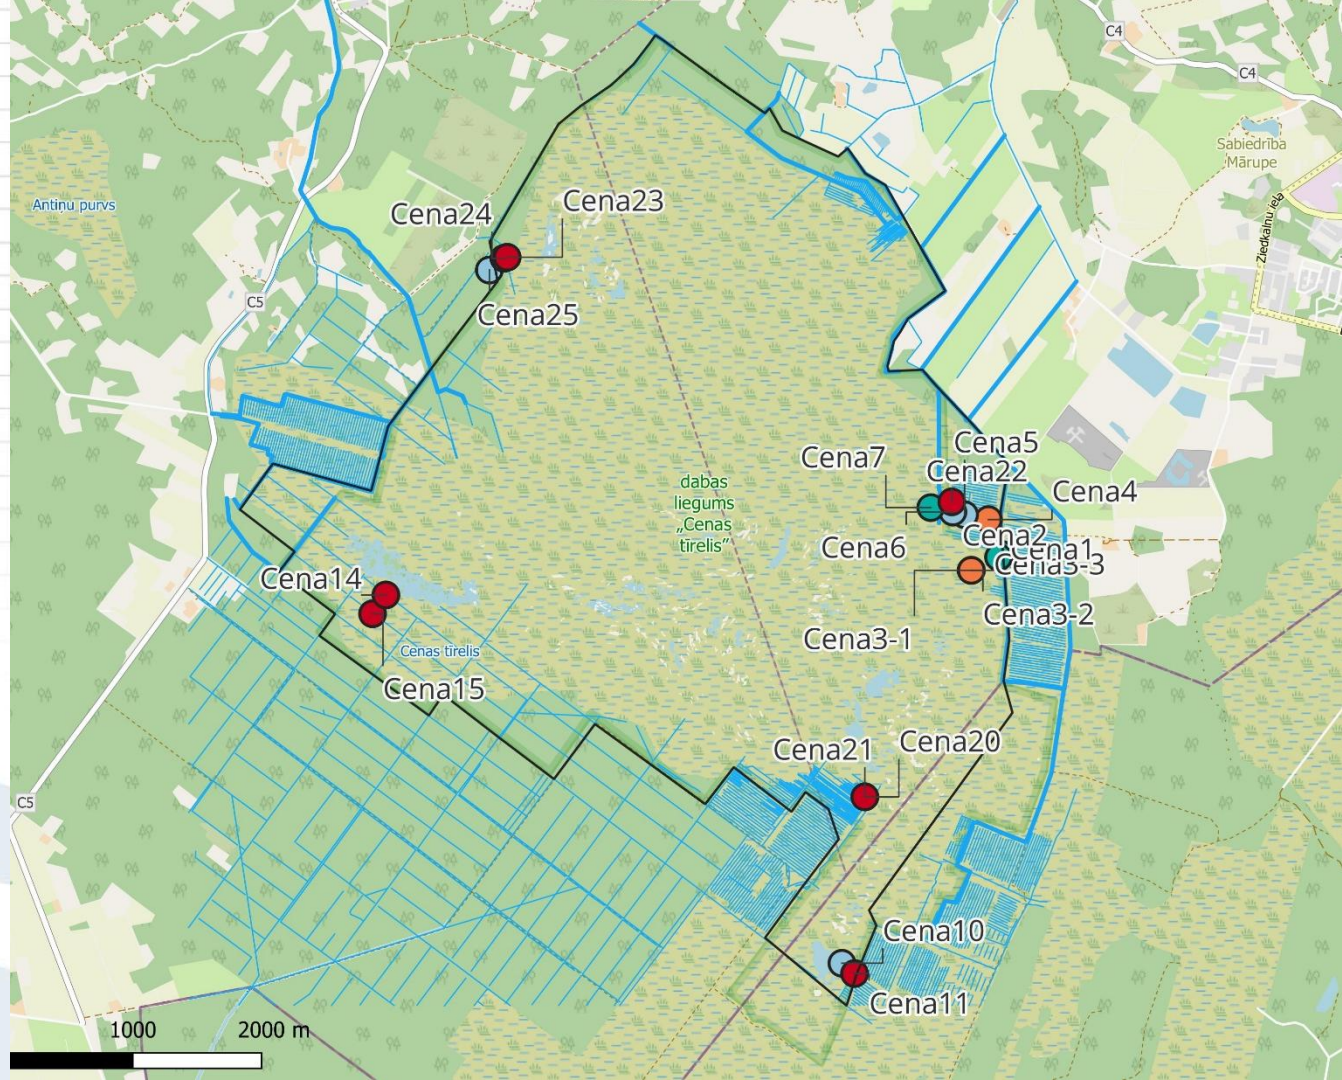 C4
C4
Sabiedrība
Mārupe
Ziedkalnu iela
Antiņu purvs
Cena24
Cena23
C5
Cena25
Cena5
Cena7
Cena22
Cena4
dabas
liegums
„Cenas
tīrelis”
Cena6
Cena2
Cena1
Cena3-3
Cena14
Cena3-2
Cena3-1
Cenas tīrelis
Cena15
Cena21
Cena20
C5
Cena10
Cena11
1000
2000 m